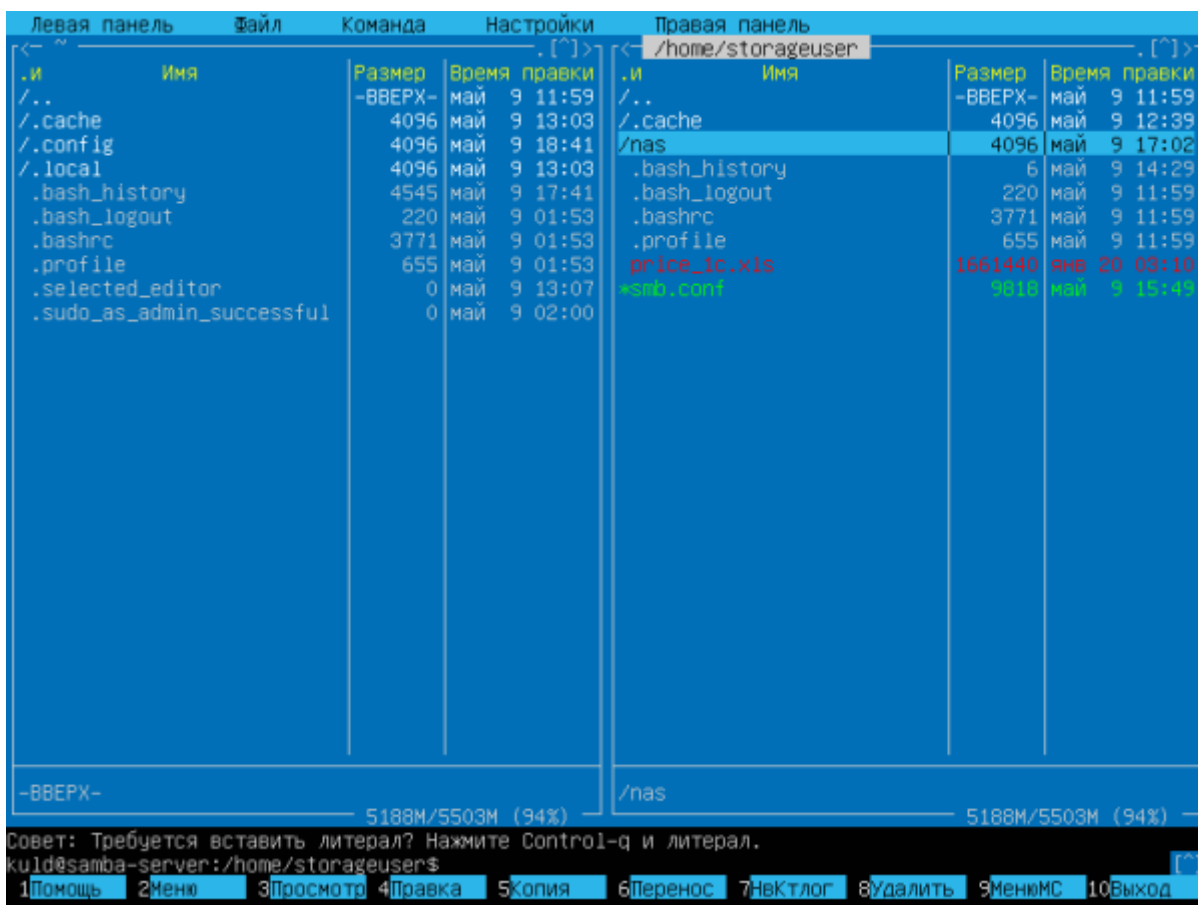 Левая панель Файл Команда Настройки Правая панель
<─ ~ .[^]> <─ /home/storageuser .[^]>
.и Имя Размер Время правки .и Имя Размер Время правки
/.. -ВВЕРХ- май 9 11:59 /.. -ВВЕРХ- май 9 11:59
/.cache 4096 май 9 13:03 /.cache 4096 май 9 12:39
/.config 4096 май 9 18:41 /nas 4096 май 9 17:02
/.local 4096 май 9 13:03 .bash_history 6 май 9 14:29
.bash_history 4545 май 9 17:41 .bash_logout 220 май 9 11:59
.bash_logout 220 май 9 01:53 .bashrc 3771 май 9 11:59
.bashrc 3771 май 9 01:53 .profile 655 май 9 11:59
.profile 655 май 9 01:53 price_1c.xls 1661440 янв 20 03:10
.selected_editor 0 май 9 13:07 *smb.conf 9818 май 9 15:49
.sudo_as_admin_successful 0 май 9 02:00
-ВВЕРХ- /nas
5188M/5503M (94%) 5188M/5503M (94%)
Совет: Требуется вставить литерал? Нажмите Control-q и литерал.
kuld@samba-server:/home/storageuser$ [^]
1Помощь 2Меню 3Просмотр 4Правка 5Копия 6Перенос 7НвКтлог 8Удалить 9МенюMC 10Выход